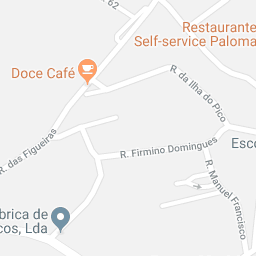 62
Restaurante
Self-service Paloma
Doce Café
R. da Ilha do Pico
R. das Figueiras
R. Firmino Domingues
Esco
R. Manuel Francisco
brica de
cos, Lda